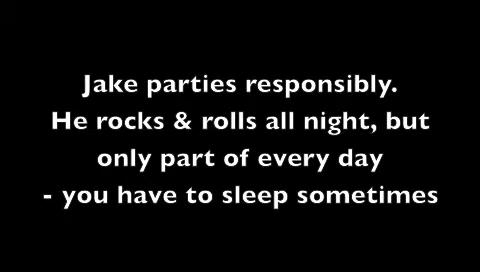 Jake parties responsibly.
He rocks & rolls all night, but
only part of every day
- you have to sleep sometimes